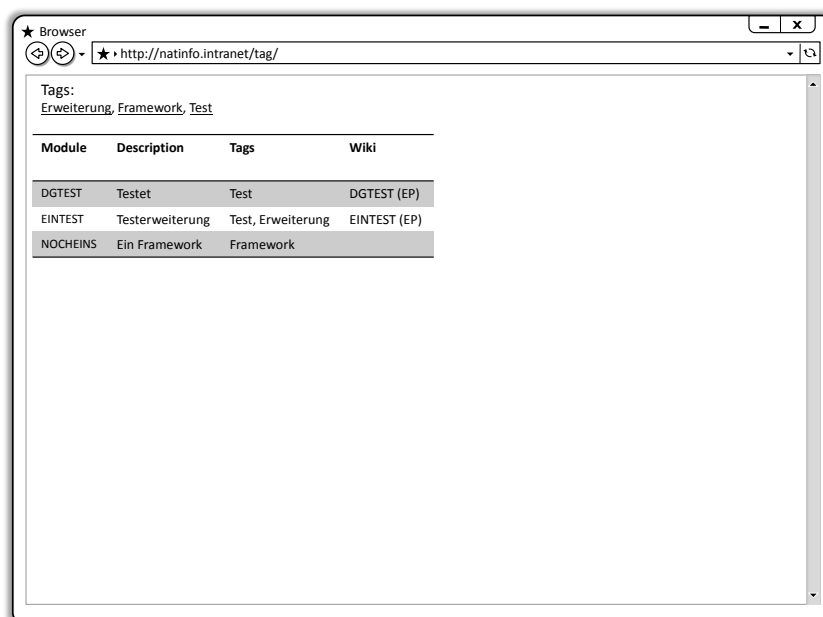 Browser
http://natinfo.intranet/tag/
Tags:
Erweiterung, Framework, Test
Module Description Tags Wiki
DGTEST Testet Test DGTEST (EP)
EINTEST Testerweiterung Test, Erweiterung EINTEST (EP)
NOCHEINS Ein Framework Framework